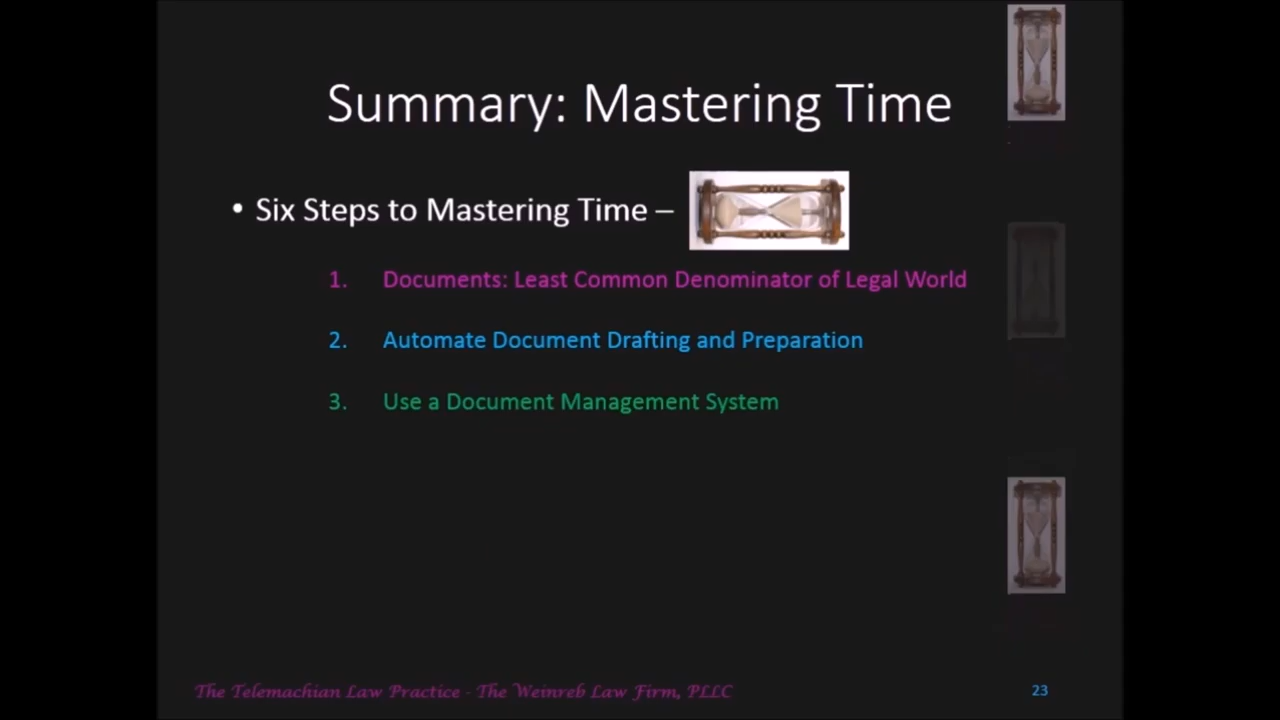 Summary: Mastering Time
• Six Steps to Mastering Time –
1. Documents: Least Common Denominator of Legal World
2. Automate Document Drafting and Preparation
3. Use a Document Management System
The Telemachian Law Practice - The Weinreb Law Firm, PLLC
23